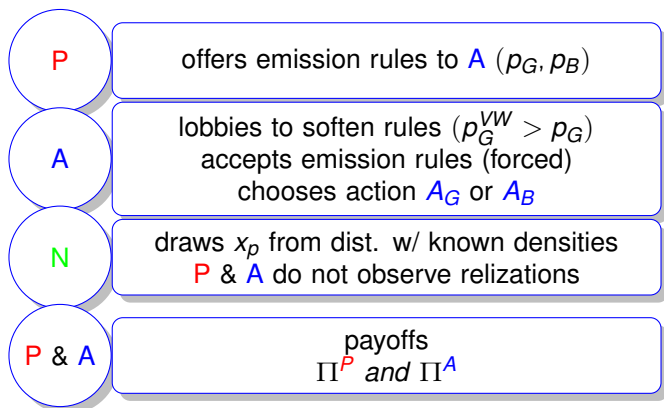 P
offers emission rules to A (p_G, p_B)
A
lobbies to soften rules (p_G^{VW} > p_G)
accepts emission rules (forced)
chooses action A_G or A_B
N
draws x_p from dist. w/ known densities
P & A do not observe relizations
P & A
payoffs
Π^P and Π^A